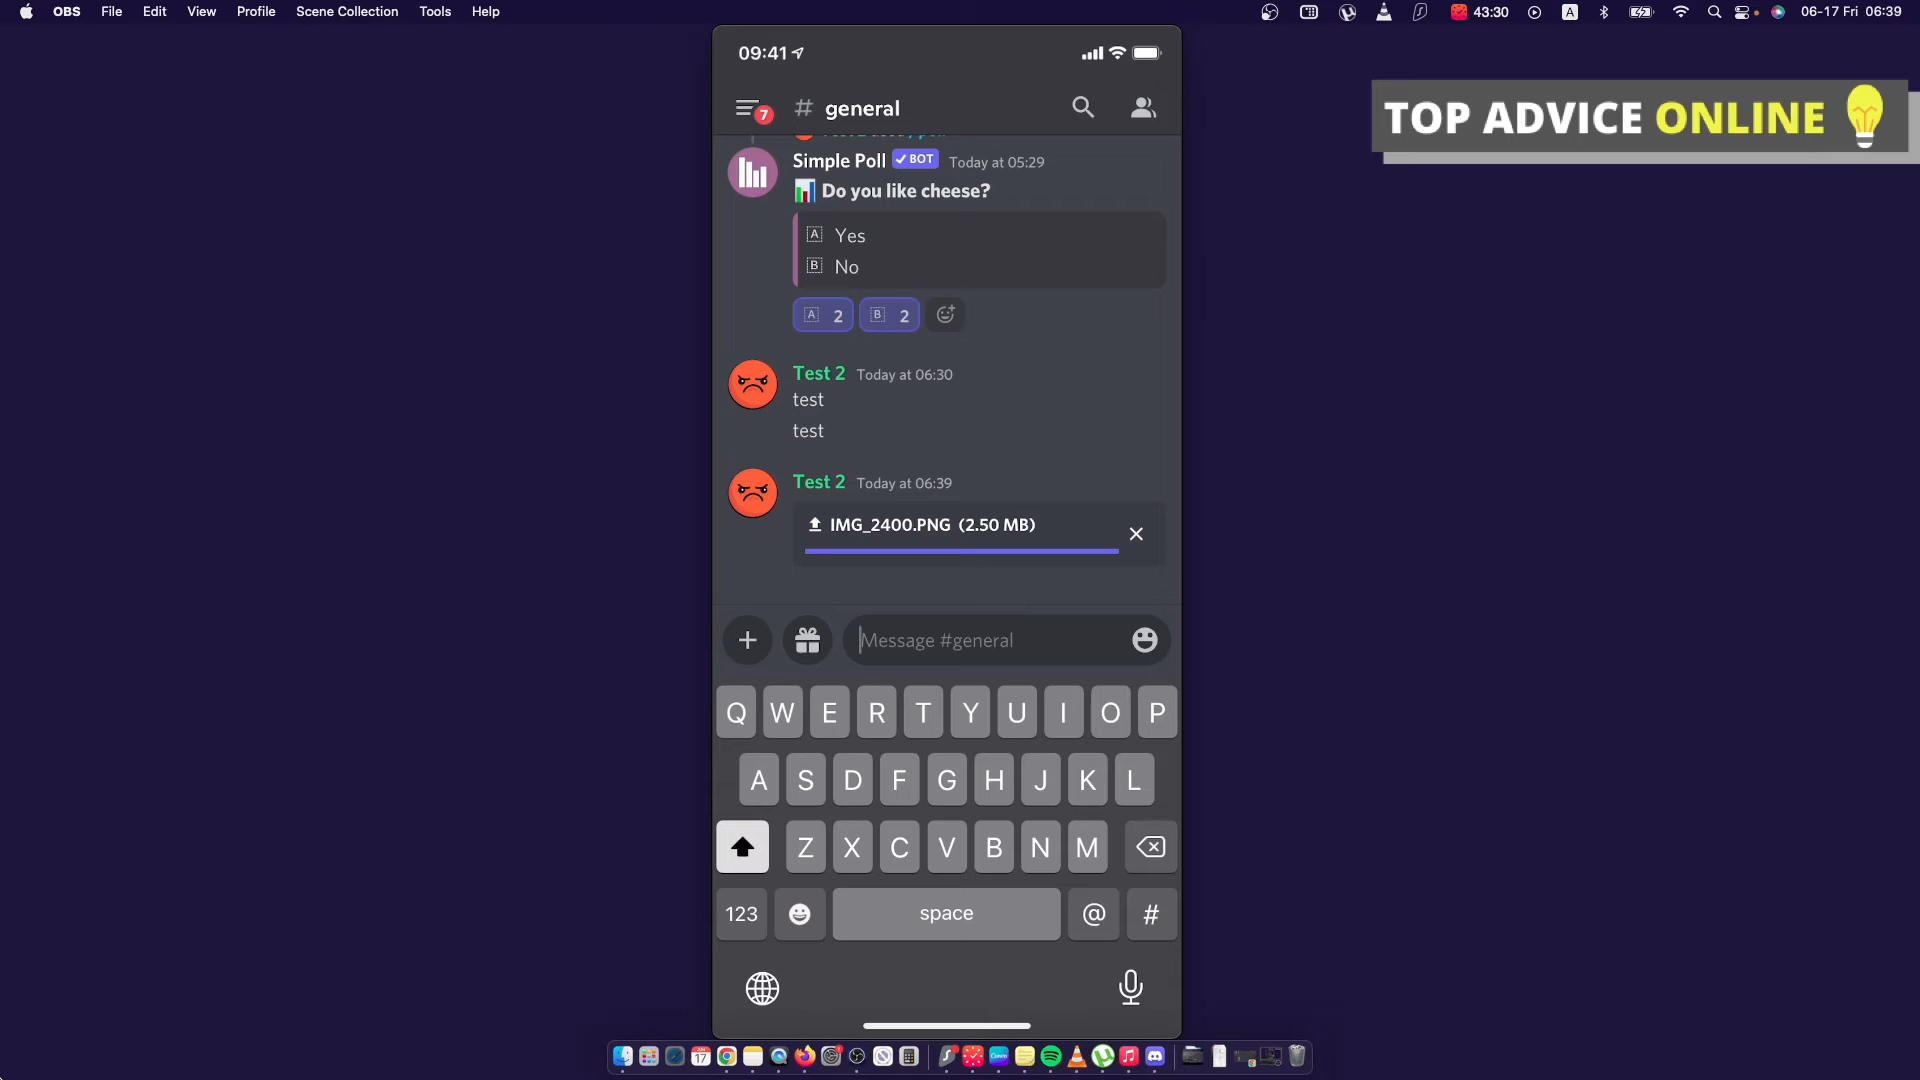 OBS File Edit View Profile Scene Collection Tools Help 43:30 A 06-17 Fri 06:39
TOP ADVICE ONLINE
09:41
7 # general
Simple Poll BOT Today at 05:29
Do you like cheese?
A Yes
B No
A 2 B 2
Test 2 Today at 06:30
test
test
Test 2 Today at 06:39
IMG_2400.PNG (2.50 MB)
Message #general
Q W E R T Y U I O P
A S D F G H J K L
Z X C V B N M
123 space @ #